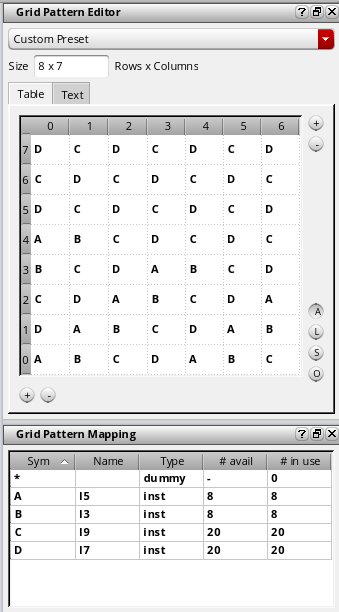 Grid Pattern Editor
Custom Preset
Size 8 x 7 Rows x Columns
Table Text
0 1 2 3 4 5 6
7 D C D C D C D
6 C D C D C D C
5 D C D C D C D
4 A B C D C D C
3 B C D A B C D
2 C D A B C D A
1 D A B C D A B
0 A B C D A B C
+
-
A
L
S
O
+ -
Grid Pattern Mapping
Sym Name Type # avail # in use
* dummy - 0
A I5 inst 8 8
B I3 inst 8 8
C I9 inst 20 20
D I7 inst 20 20